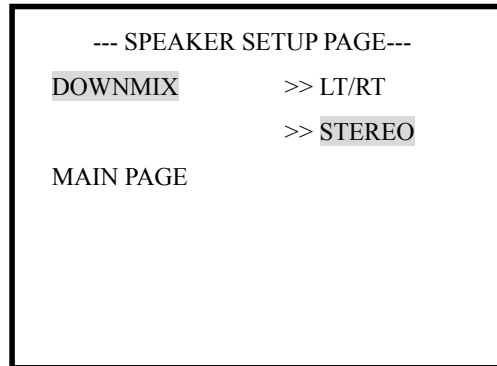 --- SPEAKER SETUP PAGE---
DOWNMIX >> LT/RT
>> STEREO
MAIN PAGE